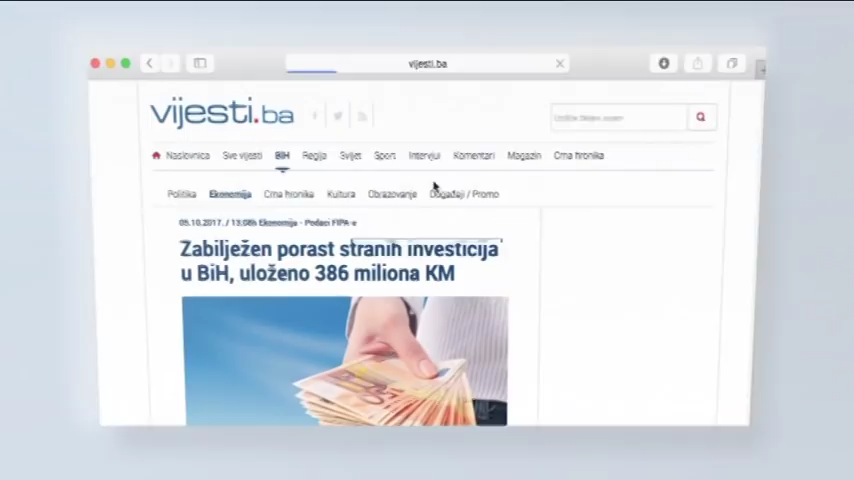 vijesti.ba
vijesti.ba
Naslovnica Sve vijesti BIH Regija Svijet Sport Intervjui Komentari Magazin Crna hronika
Politika Ekonomija Crna hronika Kultura Obrazovanje Događaji / Promo
05.10.2017. / 13:08h Ekonomija - Podaci FIPA-e
Zabilježen porast stranih investicija
u BiH, uloženo 386 miliona KM